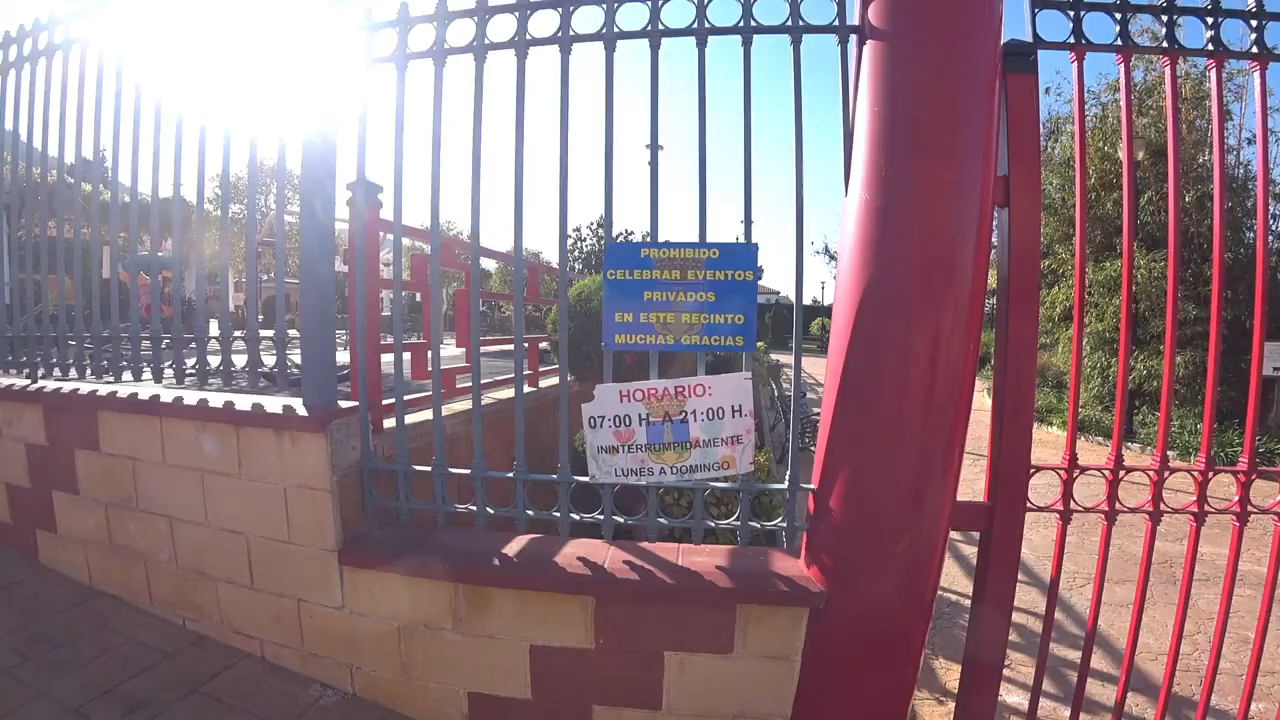 PROHIBIDO
CELEBRAR EVENTOS
PRIVADOS
EN ESTE RECINTO
MUCHAS GRACIAS
HORARIO:
07:00 H. A 21:00 H.
ININTERRUMPIDAMENTE
LUNES A DOMINGO